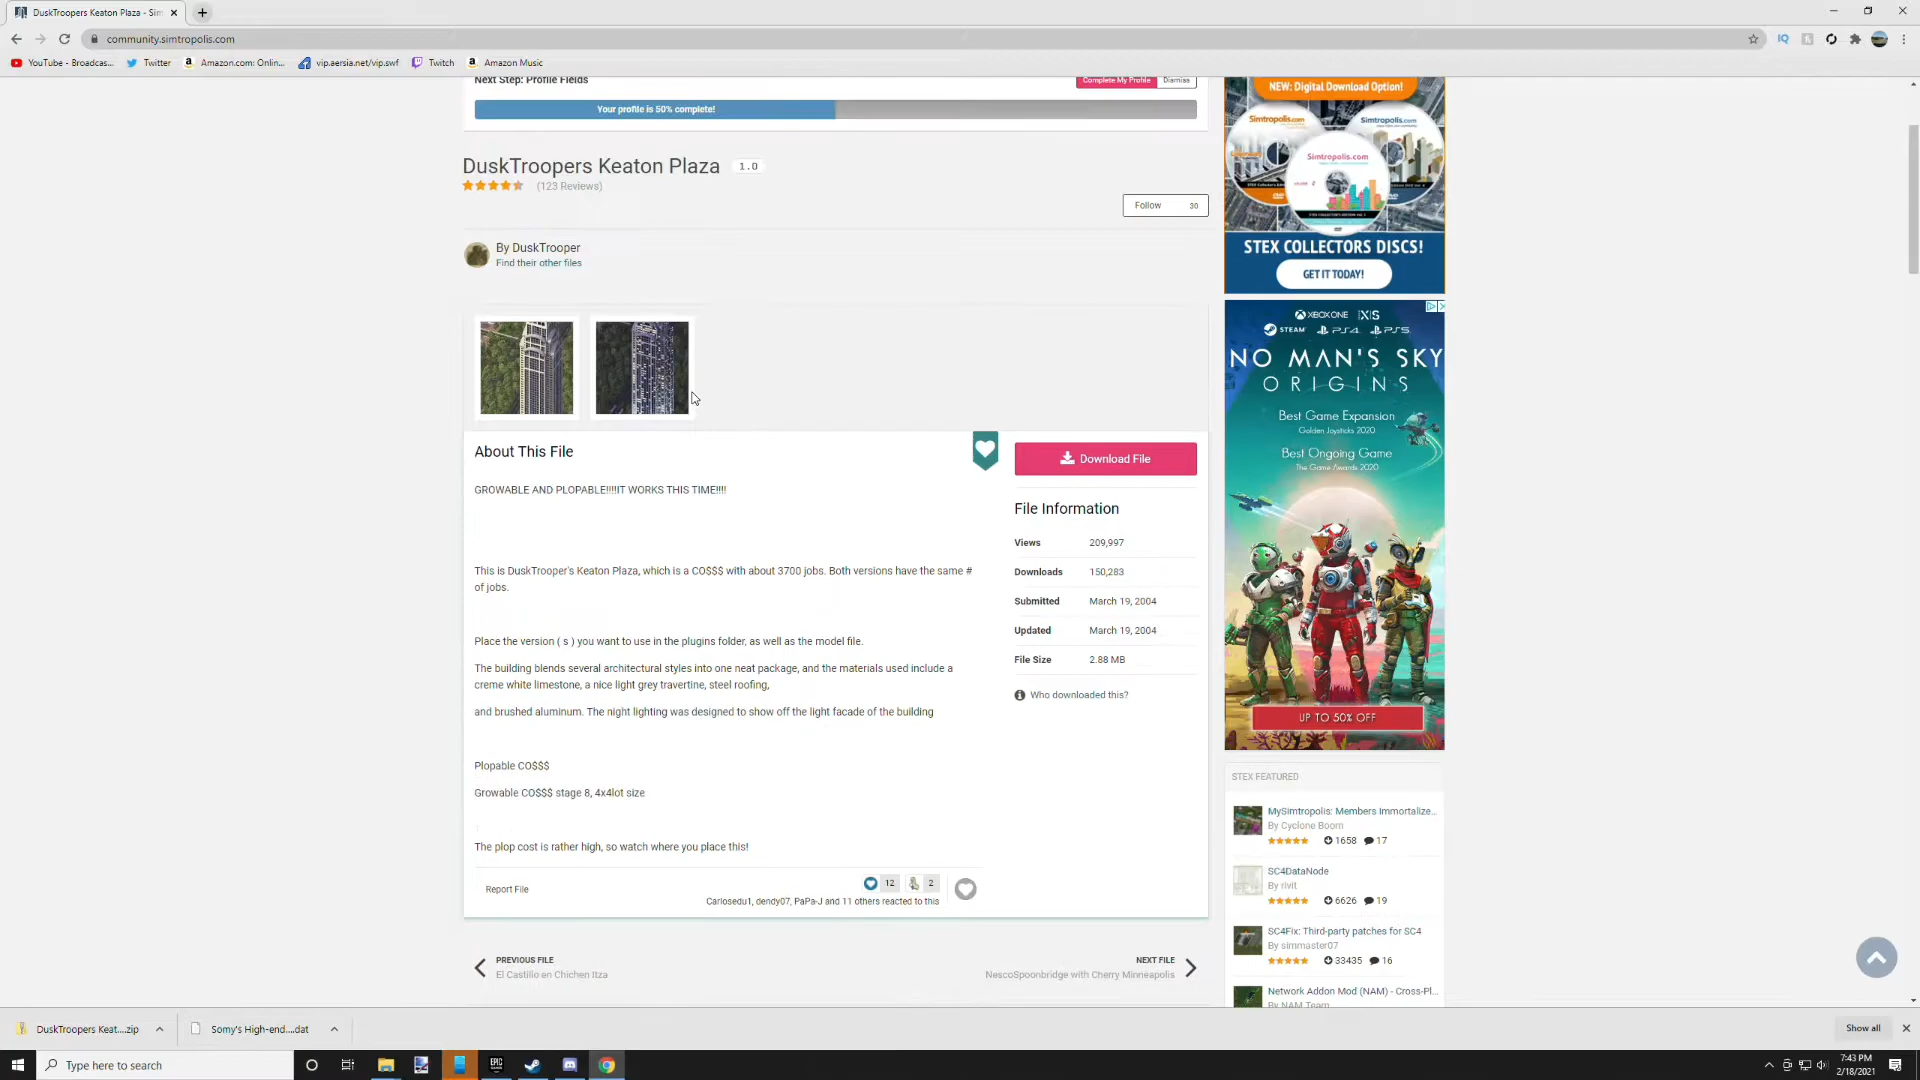 DuskTroopers Keaton Plaza - Sim
community.simtropolis.com
YouTube - Broadcas...
Twitter
Amazon.com: Onlin...
vip.aersia.net/vip.swf
Twitch
Amazon Music
Next Step: Profile Fields
Complete My Profile
Dismiss
Your profile is 50% complete!
DuskTroopers Keaton Plaza 1.0
(123 Reviews)
Follow 30
By DuskTrooper
Find their other files
About This File
GROWABLE AND PLOPABLE!!!!IT WORKS THIS TIME!!!!
This is DuskTrooper's Keaton Plaza, which is a CO$$$ with about 3700 jobs. Both versions have the same #
of jobs.
Place the version ( s ) you want to use in the plugins folder, as well as the model file.
The building blends several architectural styles into one neat package, and the materials used include a
creme white limestone, a nice light grey travertine, steel roofing,
and brushed aluminum. The night lighting was designed to show off the light facade of the building
Plopable CO$$$
Growable CO$$$ stage 8, 4x4lot size
The plop cost is rather high, so watch where you place this!
Report File
12
2
Carlosedu1, dendy07, PaPa-J and 11 others reacted to this
Download File
File Information
Views 209,997
Downloads 150,283
Submitted March 19, 2004
Updated March 19, 2004
File Size 2.88 MB
Who downloaded this?
PREVIOUS FILE
El Castillo en Chichen Itza
NEXT FILE
NescoSpoonbridge with Cherry Minneapolis
NEW: Digital Download Option!
Simtropolis.com
Simtropolis.com
Simtropolis.com
STEX COLLECTORS DISCS!
GET IT TODAY!
XBOX ONE X|S
STEAM PS4 PS5
NO MAN'S SKY
ORIGINS
Best Game Expansion
Golden Joysticks 2020
Best Ongoing Game
The Game Awards 2020
UP TO 50% OFF
STEX FEATURED
MySimtropolis: Members Immortalize...
By Cyclone Boom
1658 17
SC4DataNode
By rivit
6626 19
SC4Fix: Third-party patches for SC4
By simmaster07
33435 16
Network Addon Mod (NAM) - Cross-Pl...
By NAM Team
DuskTroopers Keat....zip
Somy's High-end....dat
Show all
Type here to search
EPIC
7:43 PM
2/18/2021